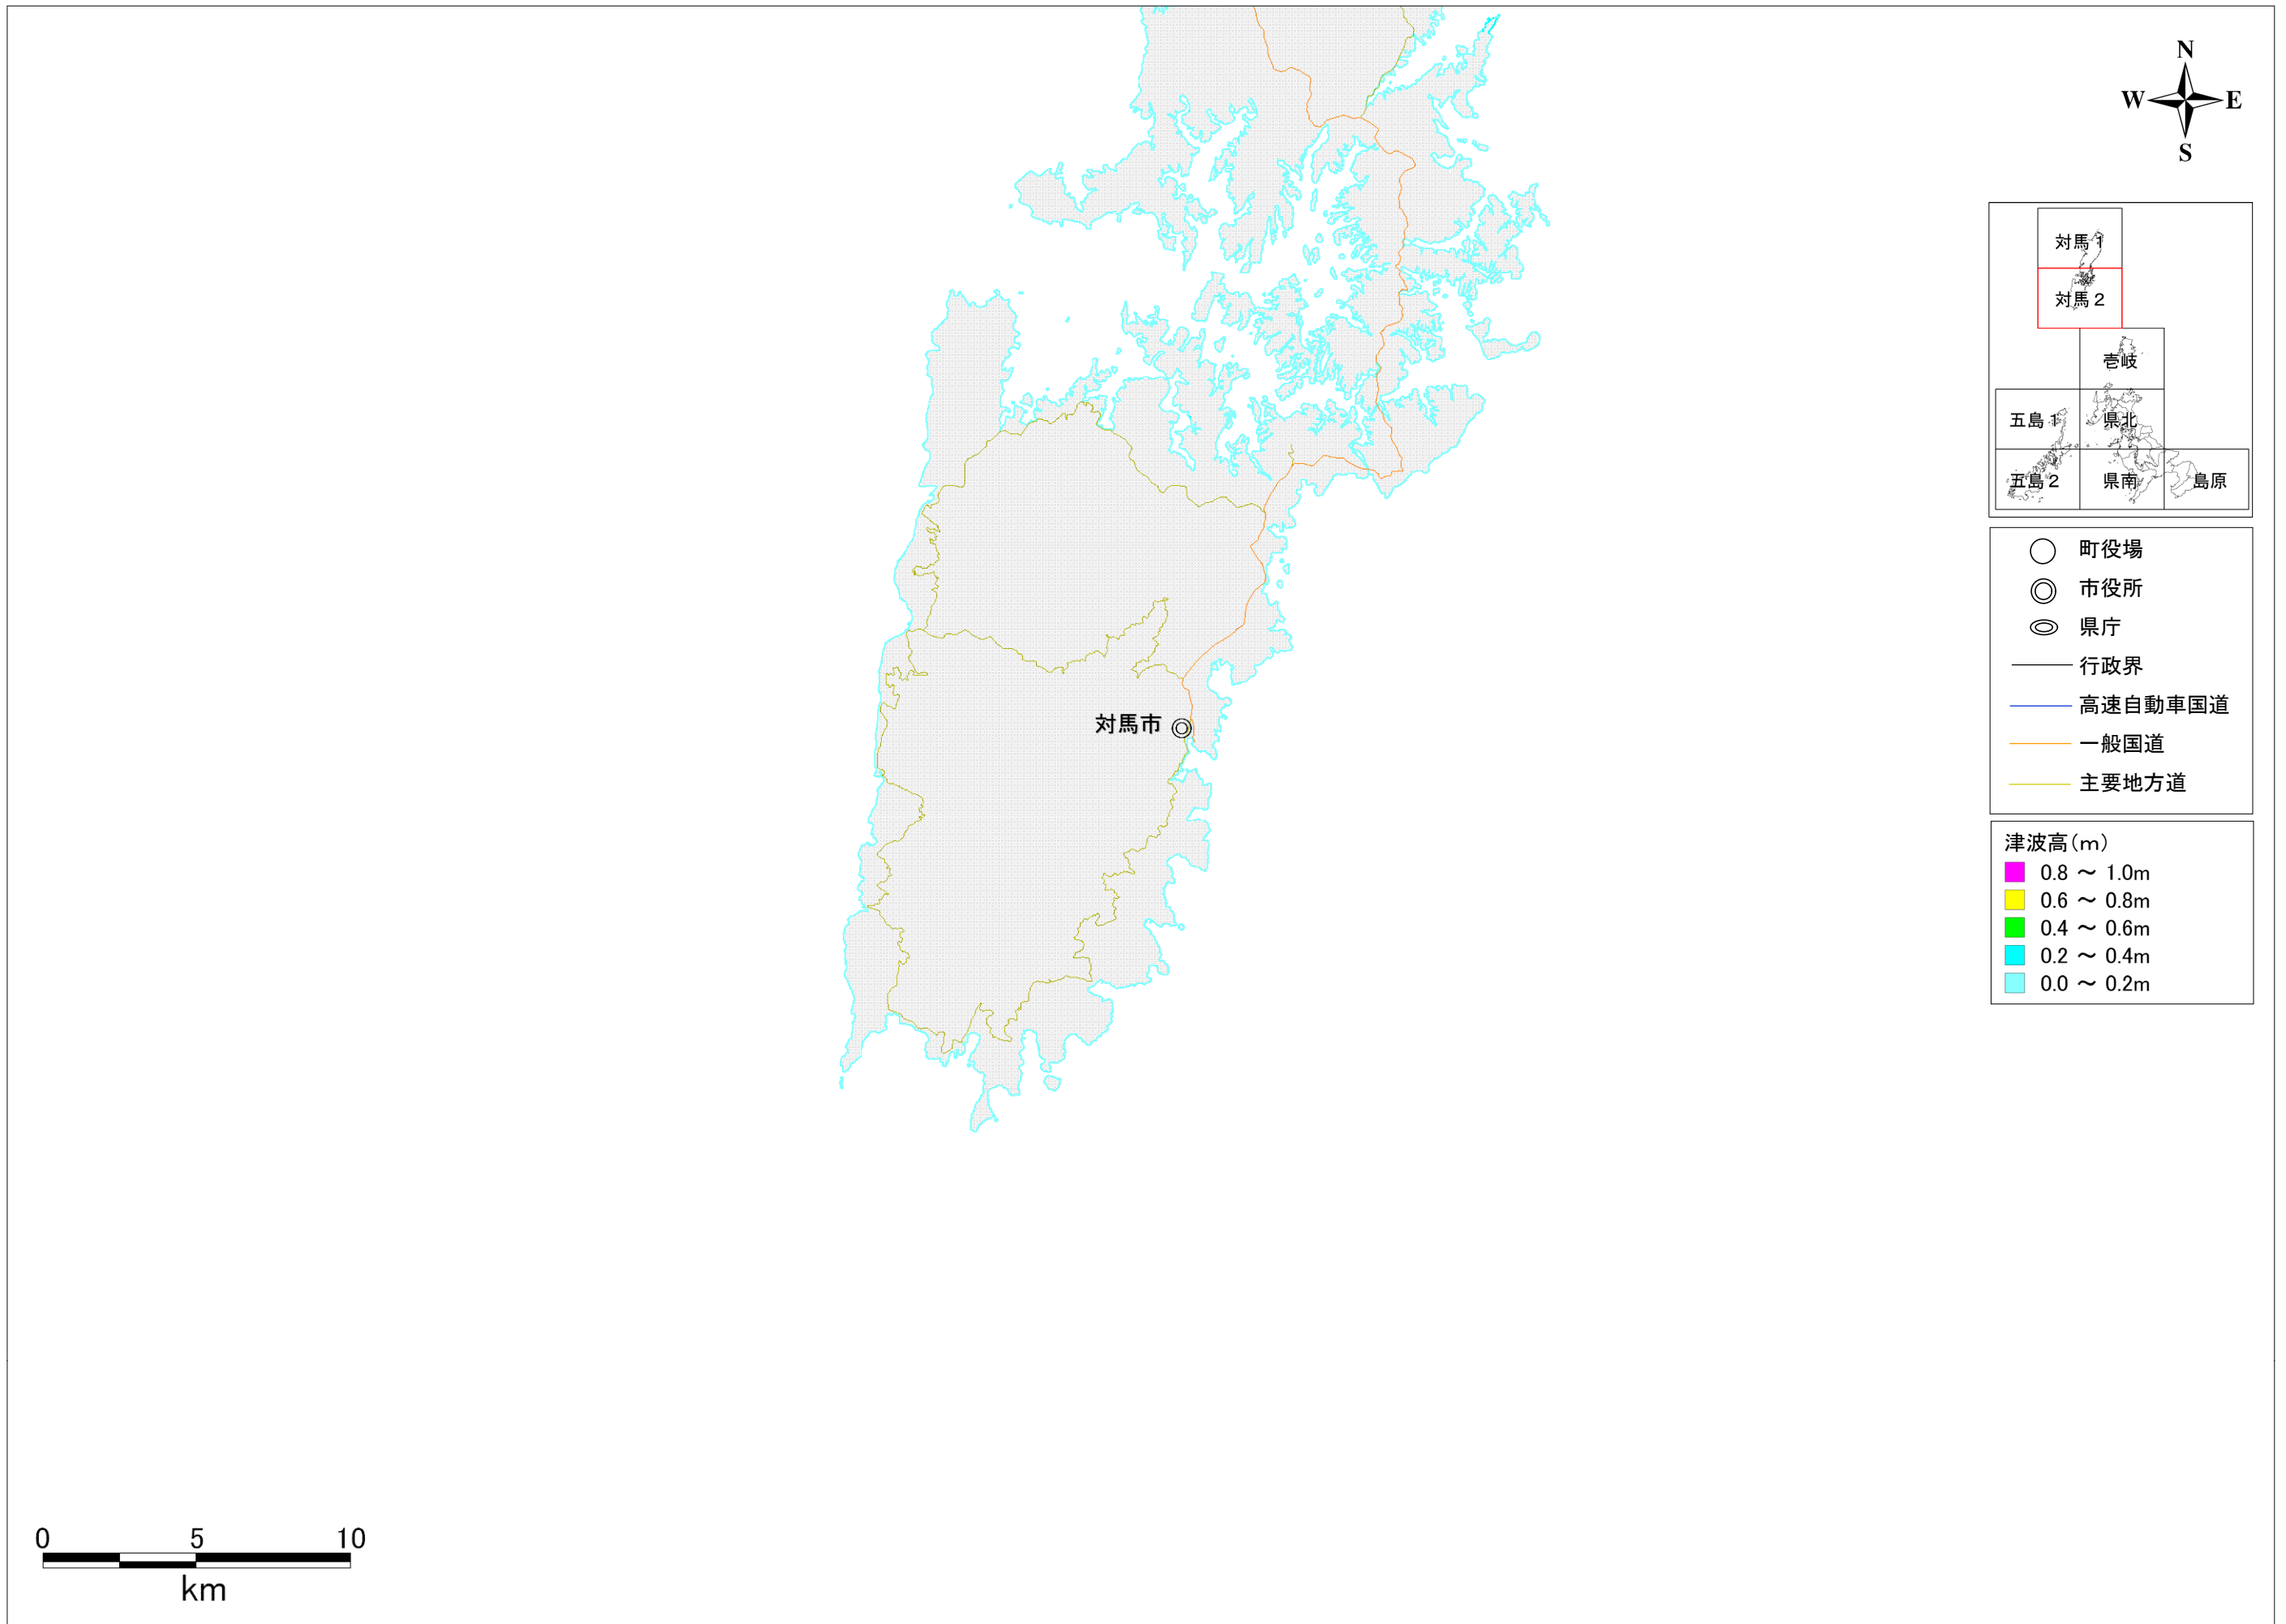 N
W E
S
対馬1
対馬2
壱岐
五島1 県北
五島2 県南 島原
町役場
市役所
県庁
行政界
高速自動車国道
一般国道
主要地方道
対馬市
津波高(m)
0.8 ～ 1.0m
0.6 ～ 0.8m
0.4 ～ 0.6m
0.2 ～ 0.4m
0.0 ～ 0.2m
0 5 10
km